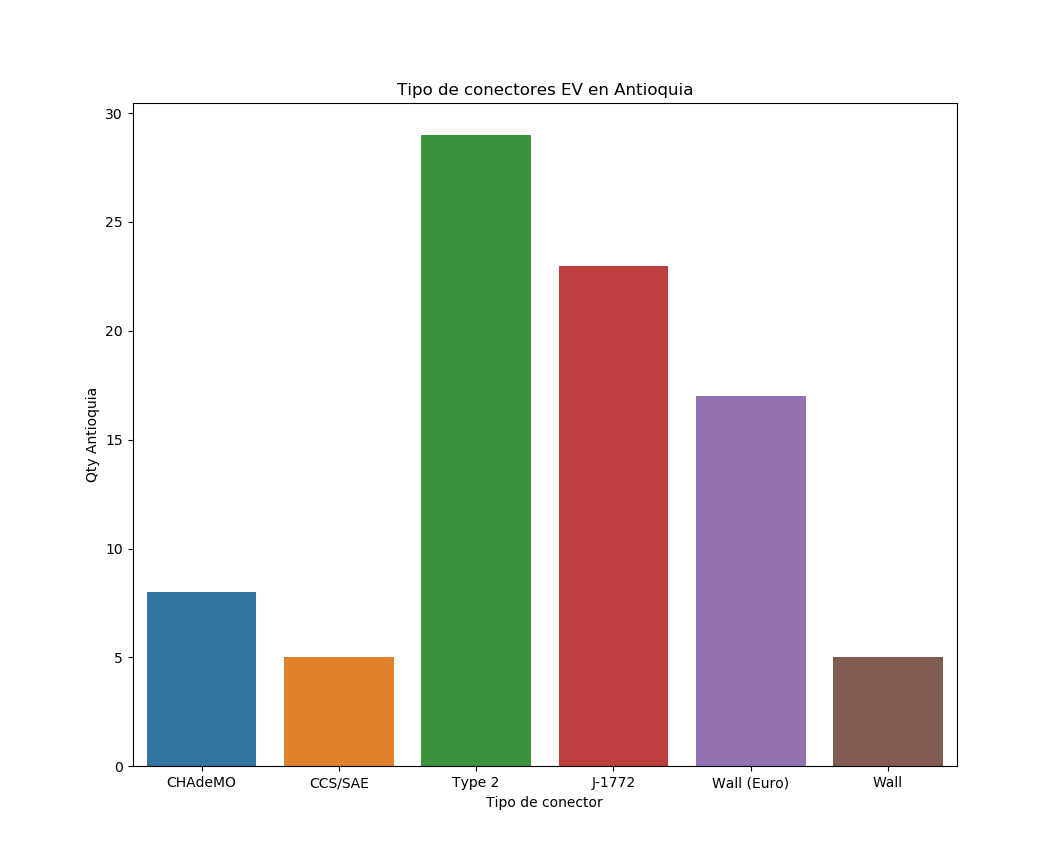 Tipo de conectores EV en Antioquia
30
25
20
15
10
5
0
Qty Antioquia
CHAdeMO CCS/SAE Type 2 J-1772 Wall (Euro) Wall
Tipo de conector